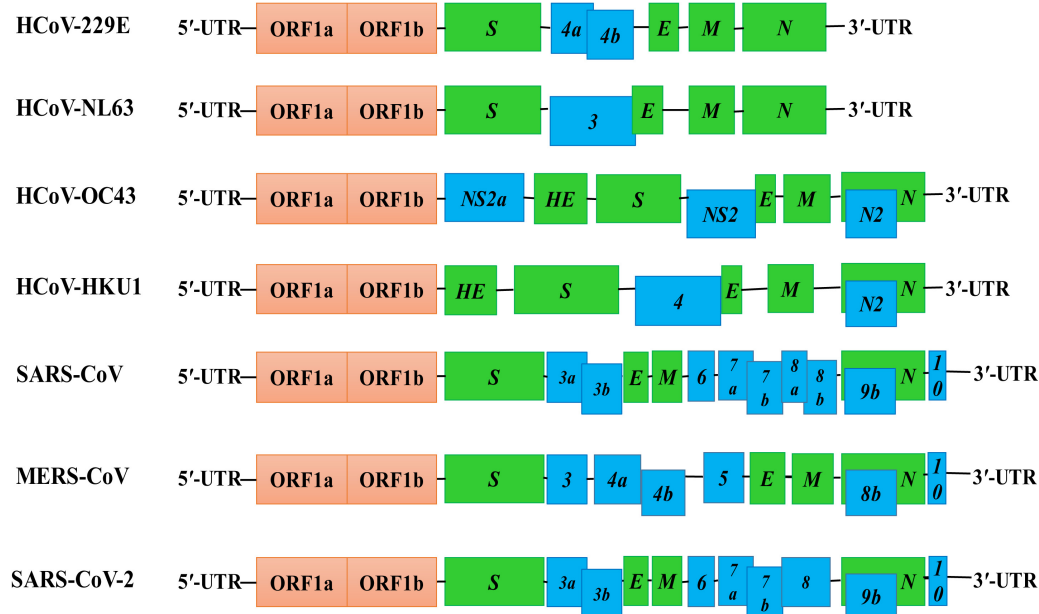 HCoV-229E 5′-UTR ORF1a ORF1b S 4a 4b E M N 3′-UTR
HCoV-NL63 5′-UTR ORF1a ORF1b S 3 E M N 3′-UTR
HCoV-OC43 5′-UTR ORF1a ORF1b NS2a HE S NS2 E M N2 N 3′-UTR
HCoV-HKU1 5′-UTR ORF1a ORF1b HE S 4 E M N2 N 3′-UTR
SARS-CoV 5′-UTR ORF1a ORF1b S 3a 3b E M 6 7a 7b 8a 8b 9b N 10 3′-UTR
MERS-CoV 5′-UTR ORF1a ORF1b S 3 4a 4b 5 E M 8b N 10 3′-UTR
SARS-CoV-2 5′-UTR ORF1a ORF1b S 3a 3b E M 6 7a 7b 8 9b N 10 3′-UTR